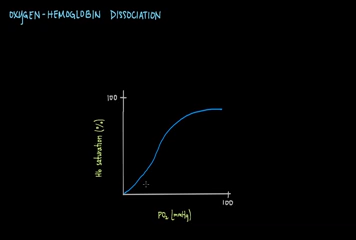 OXYGEN-HEMOGLOBIN DISSOCIATION
100
Hb saturation (%)
100
PO2 (mmHg)